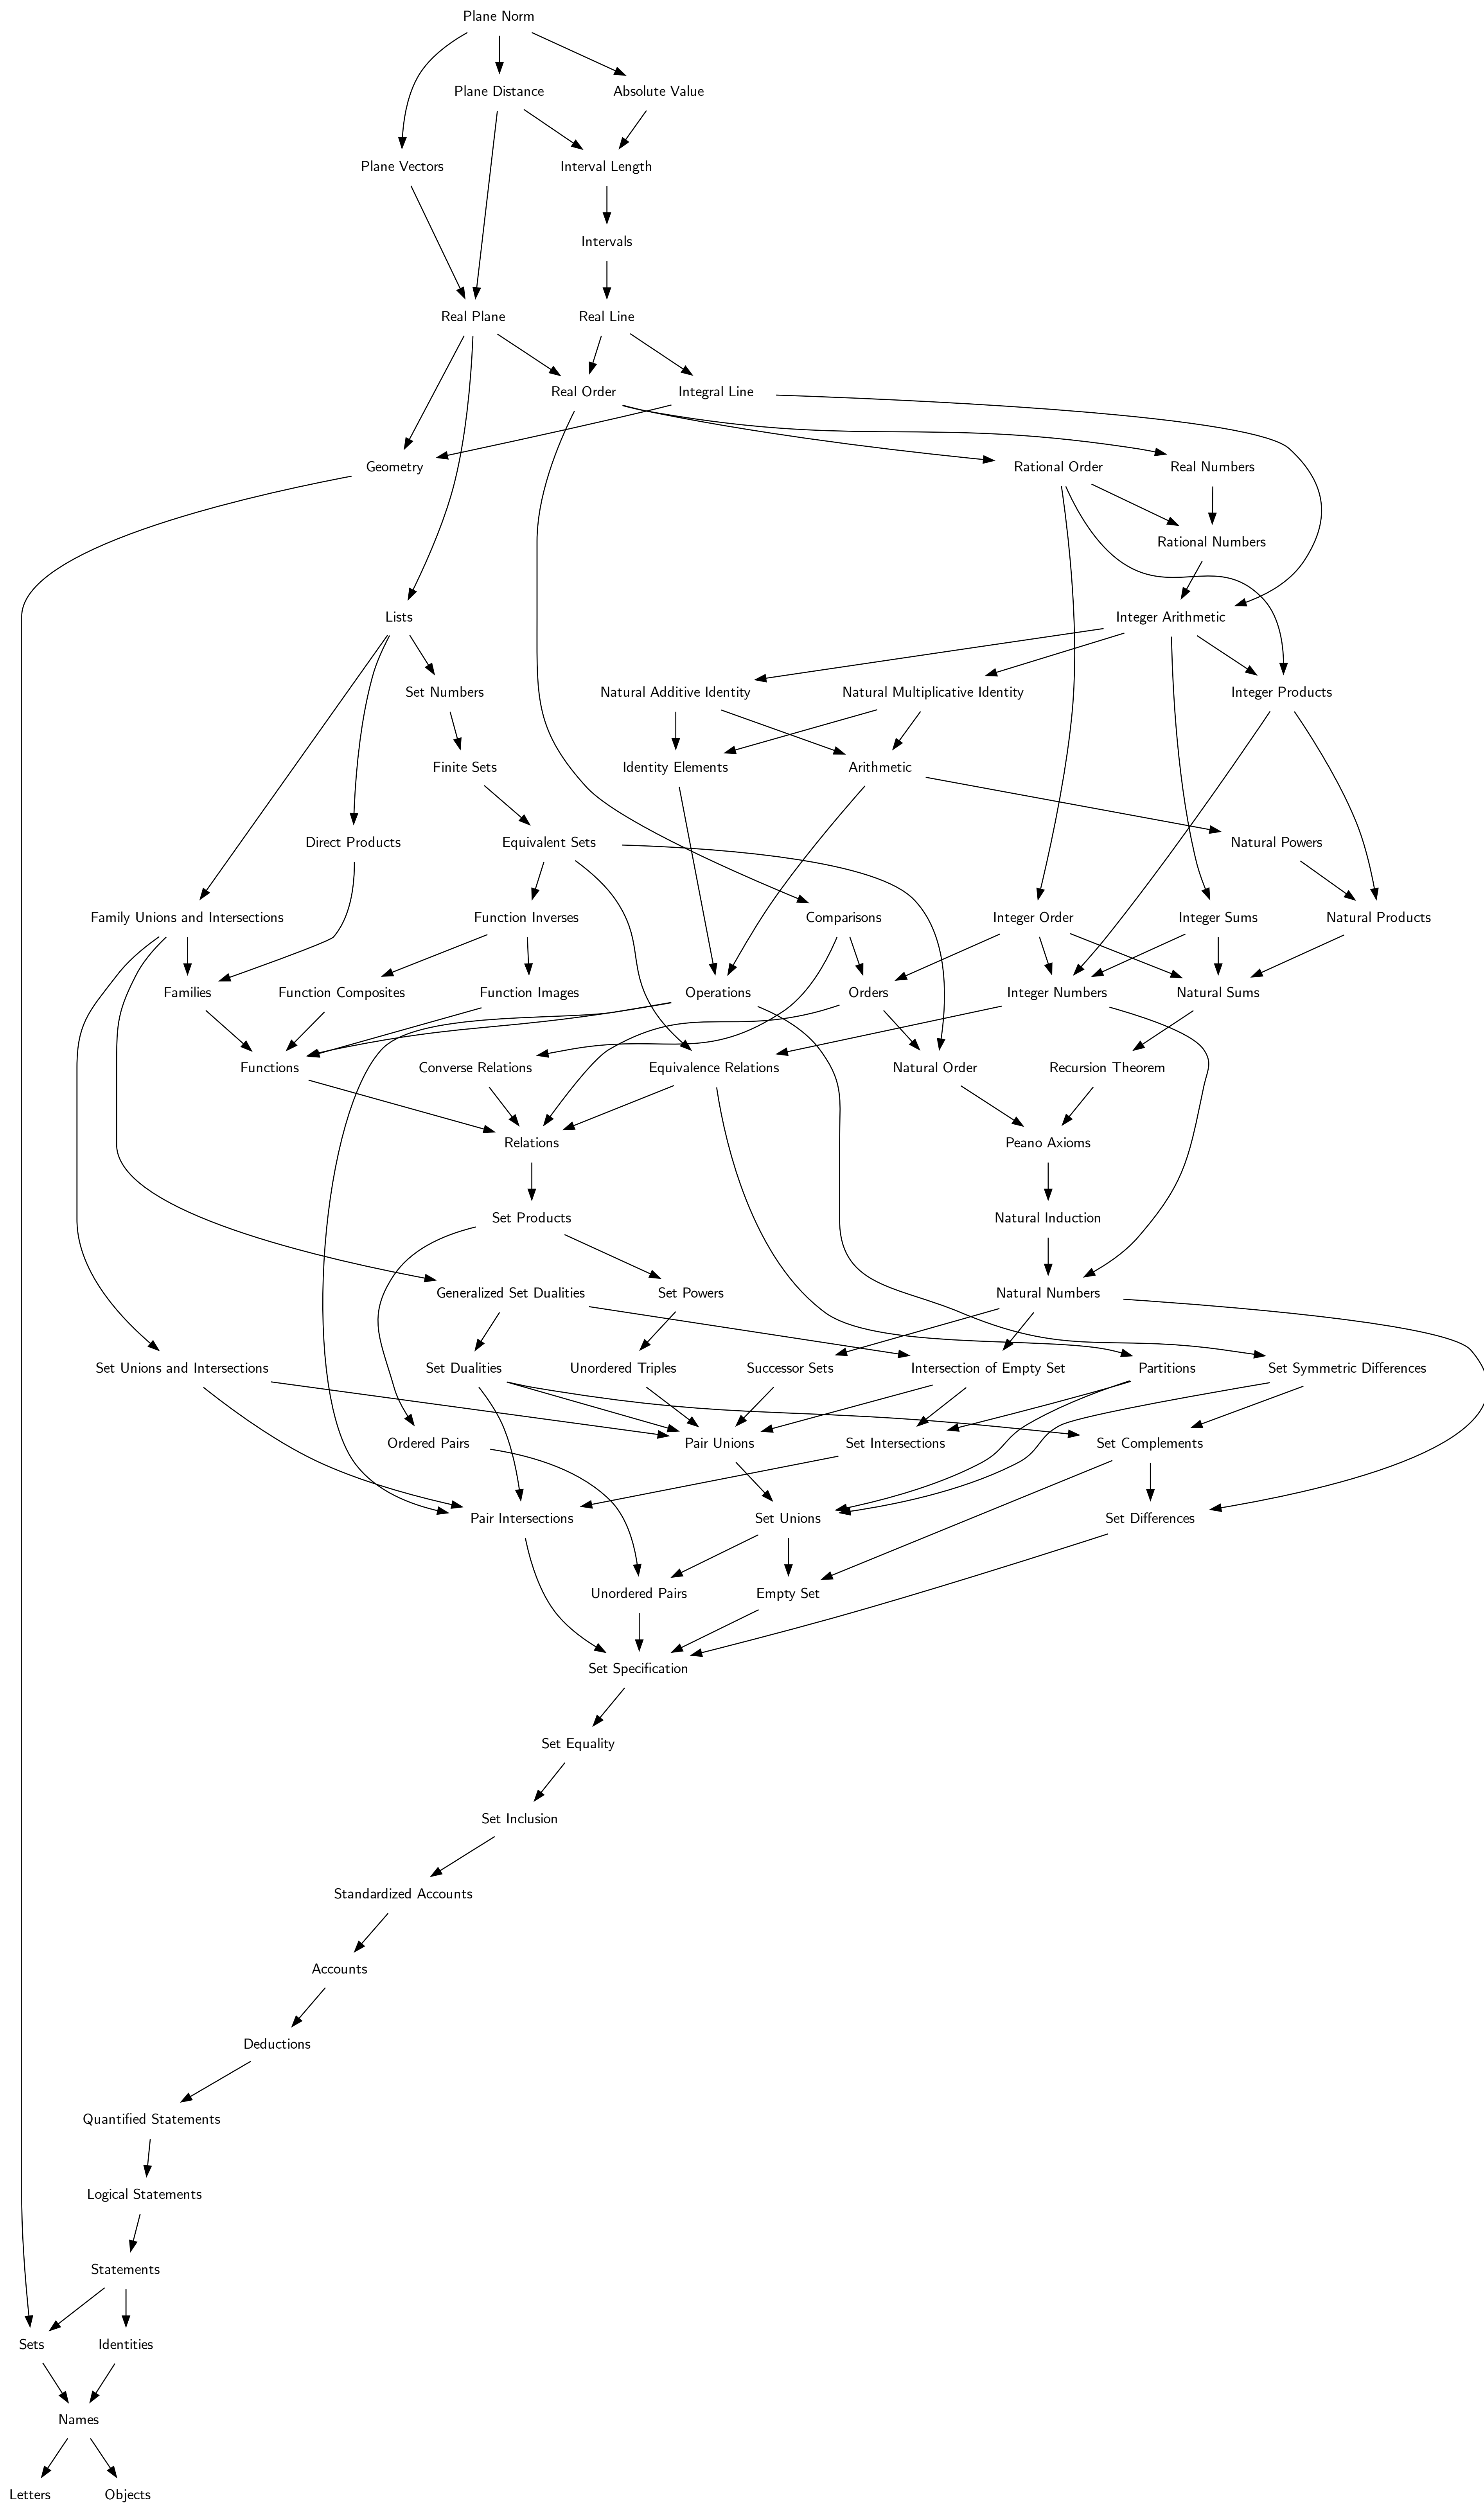 Plane Norm
Plane Distance
Absolute Value
Plane Vectors
Interval Length
Intervals
Real Plane
Real Line
Real Order
Integral Line
Geometry
Rational Order
Real Numbers
Rational Numbers
Lists
Integer Arithmetic
Set Numbers
Natural Additive Identity
Natural Multiplicative Identity
Integer Products
Finite Sets
Identity Elements
Arithmetic
Direct Products
Equivalent Sets
Natural Powers
Family Unions and Intersections
Function Inverses
Comparisons
Integer Order
Integer Sums
Natural Products
Families
Function Composites
Function Images
Operations
Orders
Integer Numbers
Natural Sums
Functions
Converse Relations
Equivalence Relations
Natural Order
Recursion Theorem
Relations
Peano Axioms
Set Products
Natural Induction
Generalized Set Dualities
Set Powers
Natural Numbers
Set Unions and Intersections
Set Dualities
Unordered Triples
Successor Sets
Intersection of Empty Set
Partitions
Set Symmetric Differences
Ordered Pairs
Pair Unions
Set Intersections
Set Complements
Pair Intersections
Set Unions
Set Differences
Unordered Pairs
Empty Set
Set Specification
Set Equality
Set Inclusion
Standardized Accounts
Accounts
Deductions
Quantified Statements
Logical Statements
Statements
Sets
Identities
Names
Letters
Objects